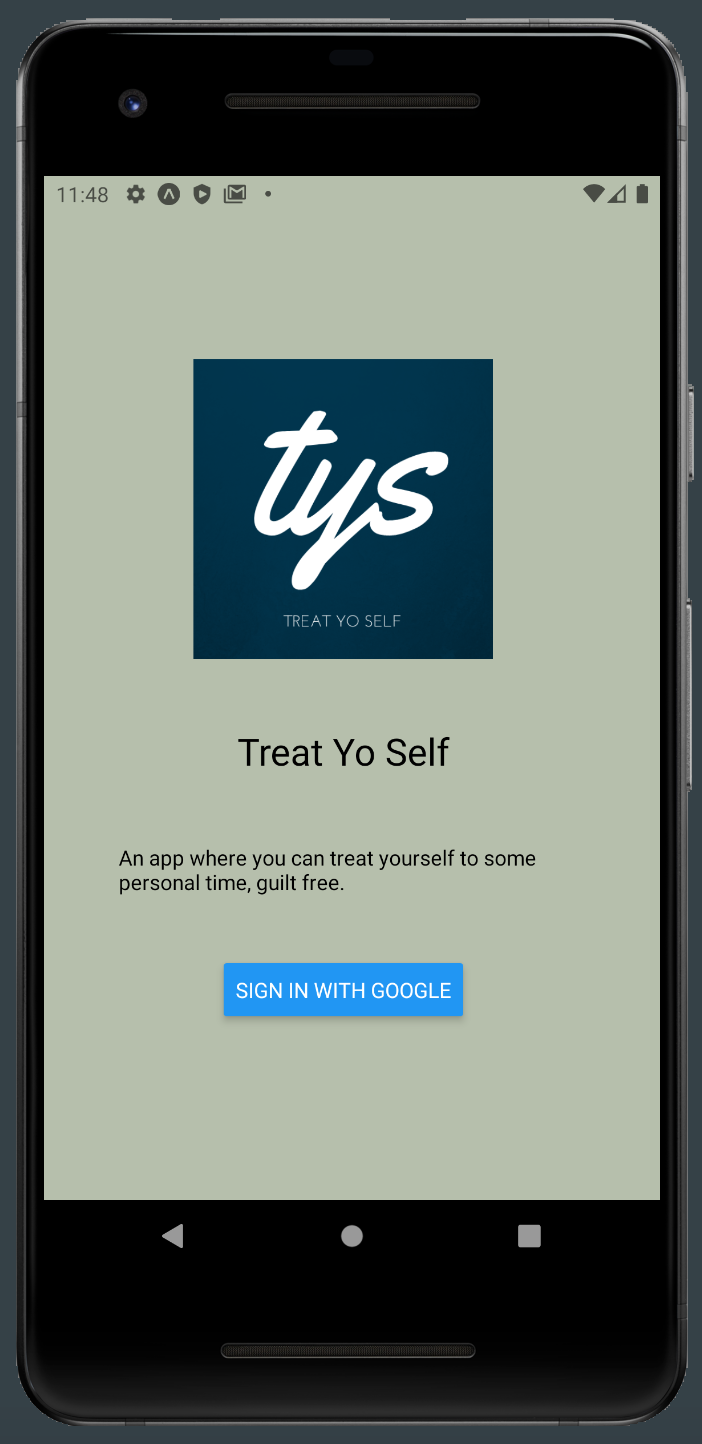 11:48
tys
TREAT YO SELF
Treat Yo Self
An app where you can treat yourself to some
personal time, guilt free.
SIGN IN WITH GOOGLE